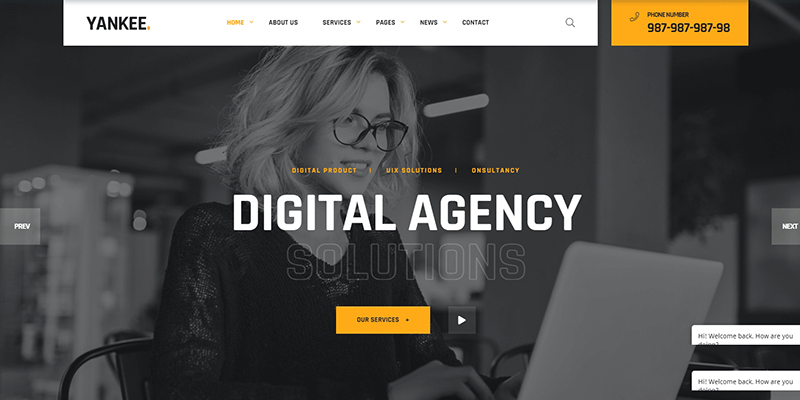 YANKEE.
HOME
ABOUT US
SERVICES
PAGES
NEWS
CONTACT
PHONE NUMBER
987-987-987-98
DIGITAL PRODUCT | UIX SOLUTIONS | ONSULTANCY
DIGITAL AGENCY
SOLUTIONS
PREV
NEXT
OUR SERVICES +
Hi! Welcome back. How are you
doing?
Hi! Welcome back. How are you
doing?